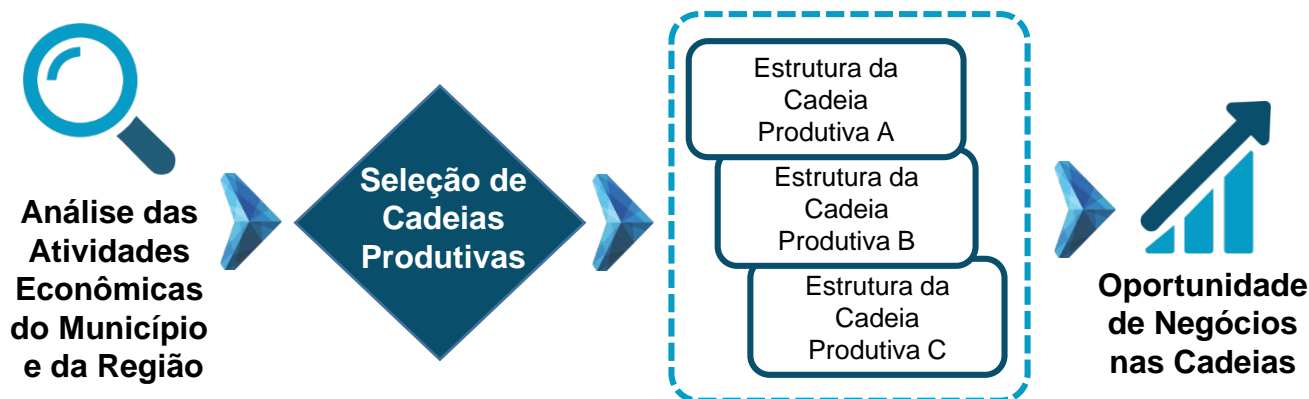 Análise das
Atividades
Econômicas
do Município
e da Região
Seleção de
Cadeias
Produtivas
Estrutura da
Cadeia
Produtiva A
Estrutura da
Cadeia
Produtiva B
Estrutura da
Cadeia
Produtiva C
Oportunidade
de Negócios
nas Cadeias